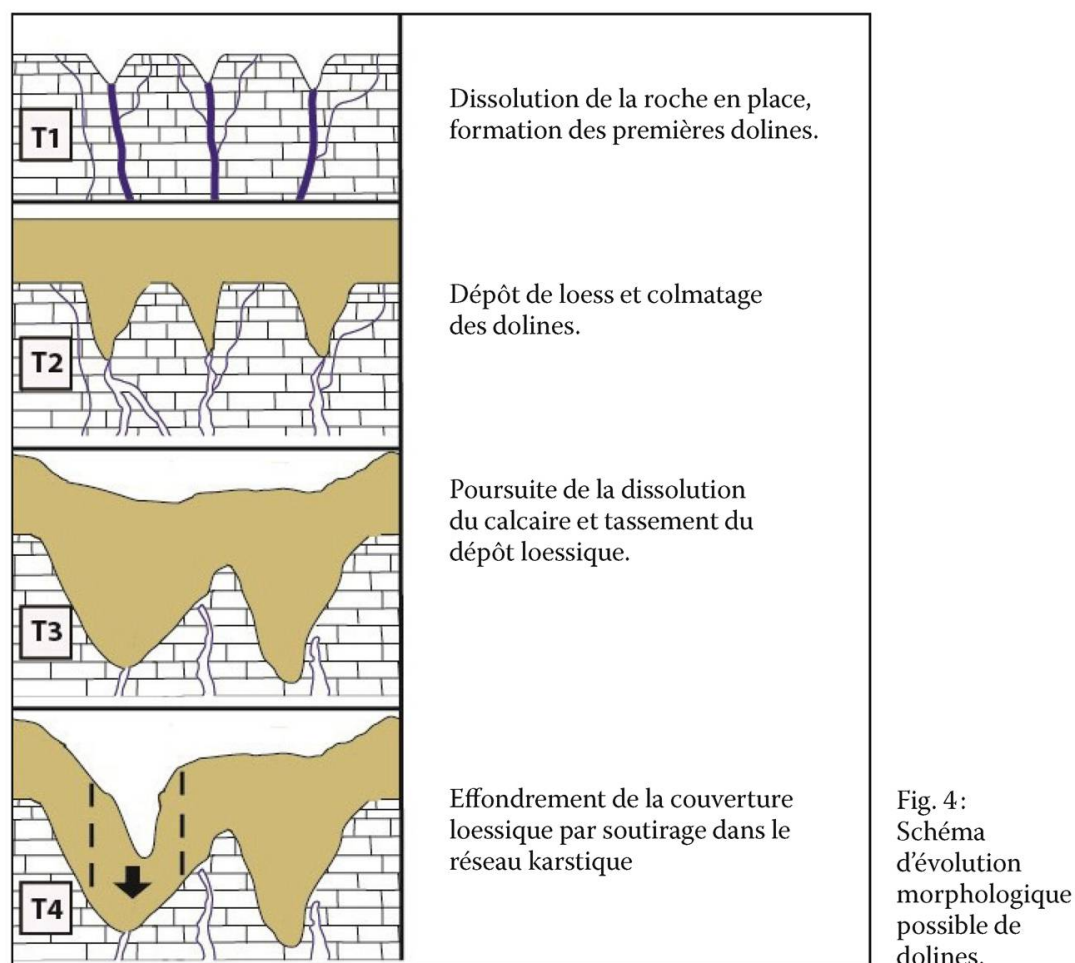 T1
Dissolution de la roche en place,
formation des premières dolines.
T2
Dépôt de loess et colmatage
des dolines.
T3
Poursuite de la dissolution
du calcaire et tassement du
dépôt loessique.
T4
Effondrement de la couverture
loessique par soutirage dans le
réseau karstique
Fig. 4:
Schéma
d'évolution
morphologique
possible de
dolines.